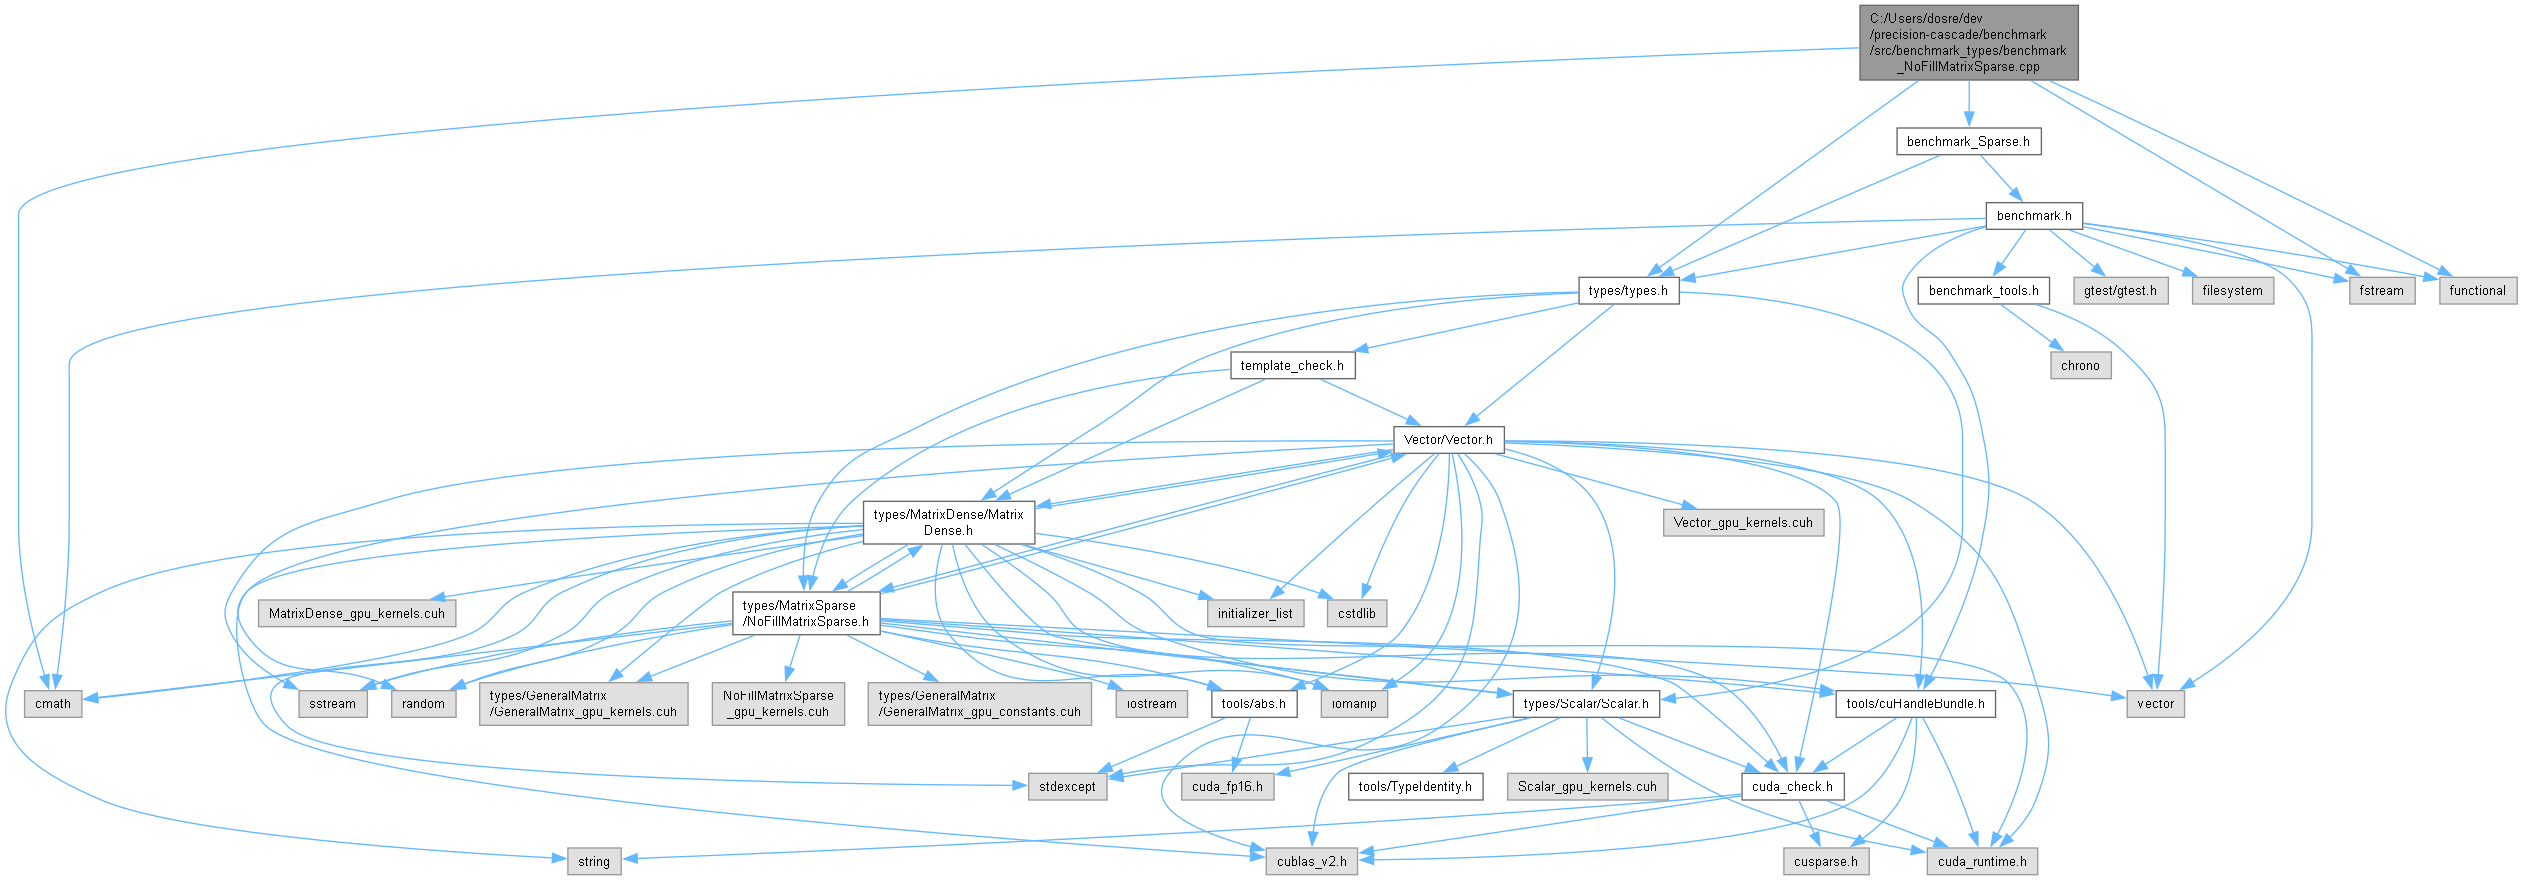 C:/Users/dosre/dev
/precision-cascade/benchmark
/src/benchmark_types/benchmark
_NoFillMatrixSparse.cpp
benchmark_Sparse.h
benchmark.h
types/types.h
benchmark_tools.h
gtest/gtest.h
filesystem
fstream
functional
template_check.h
chrono
Vector/Vector.h
types/MatrixDense/Matrix
Dense.h
Vector_gpu_kernels.cuh
MatrixDense_gpu_kernels.cuh
types/MatrixSparse
/NoFillMatrixSparse.h
initializer_list
cstdlib
cmath
sstream
random
types/GeneralMatrix
/GeneralMatrix_gpu_kernels.cuh
NoFillMatrixSparse
_gpu_kernels.cuh
types/GeneralMatrix
/GeneralMatrix_gpu_constants.cuh
iostream
tools/abs.h
iomanip
types/Scalar/Scalar.h
tools/cuHandleBundle.h
vector
stdexcept
cuda_fp16.h
tools/TypeIdentity.h
Scalar_gpu_kernels.cuh
cuda_check.h
string
cublas_v2.h
cusparse.h
cuda_runtime.h